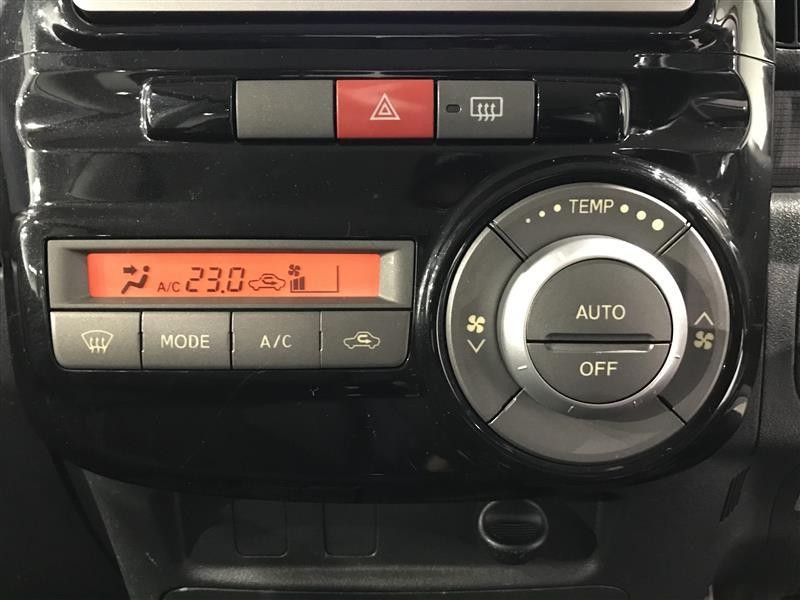 TEMP
A/C 23.0
AUTO
MODE
A/C
OFF